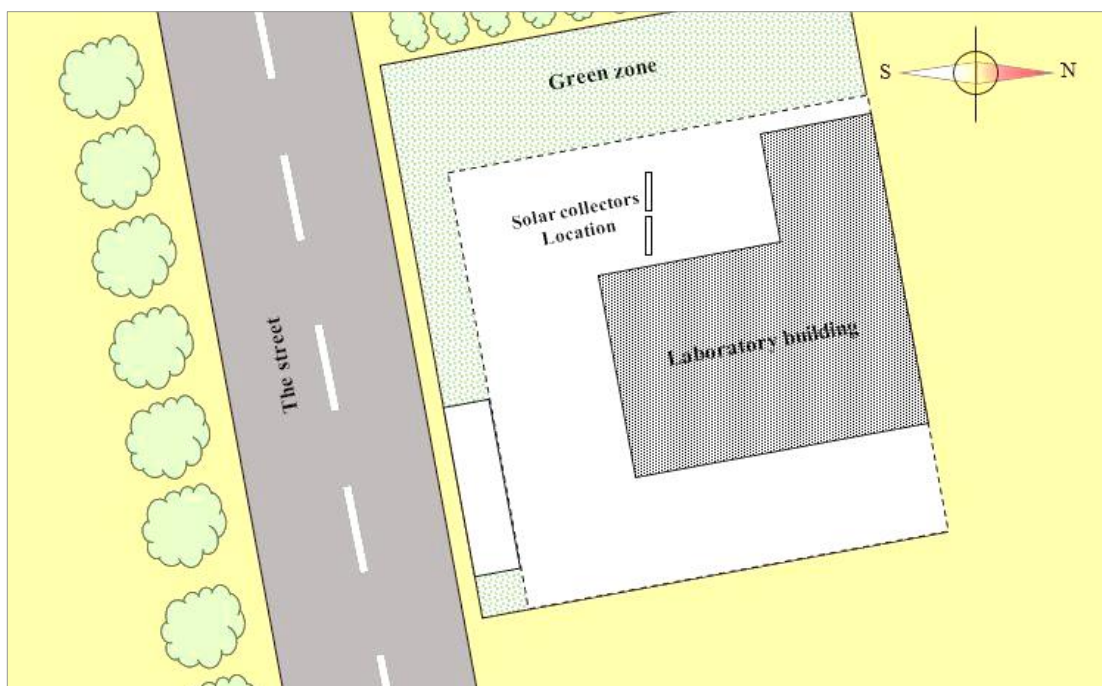 Green zone
S
N
Solar collectors
Location
The street
Laboratory building